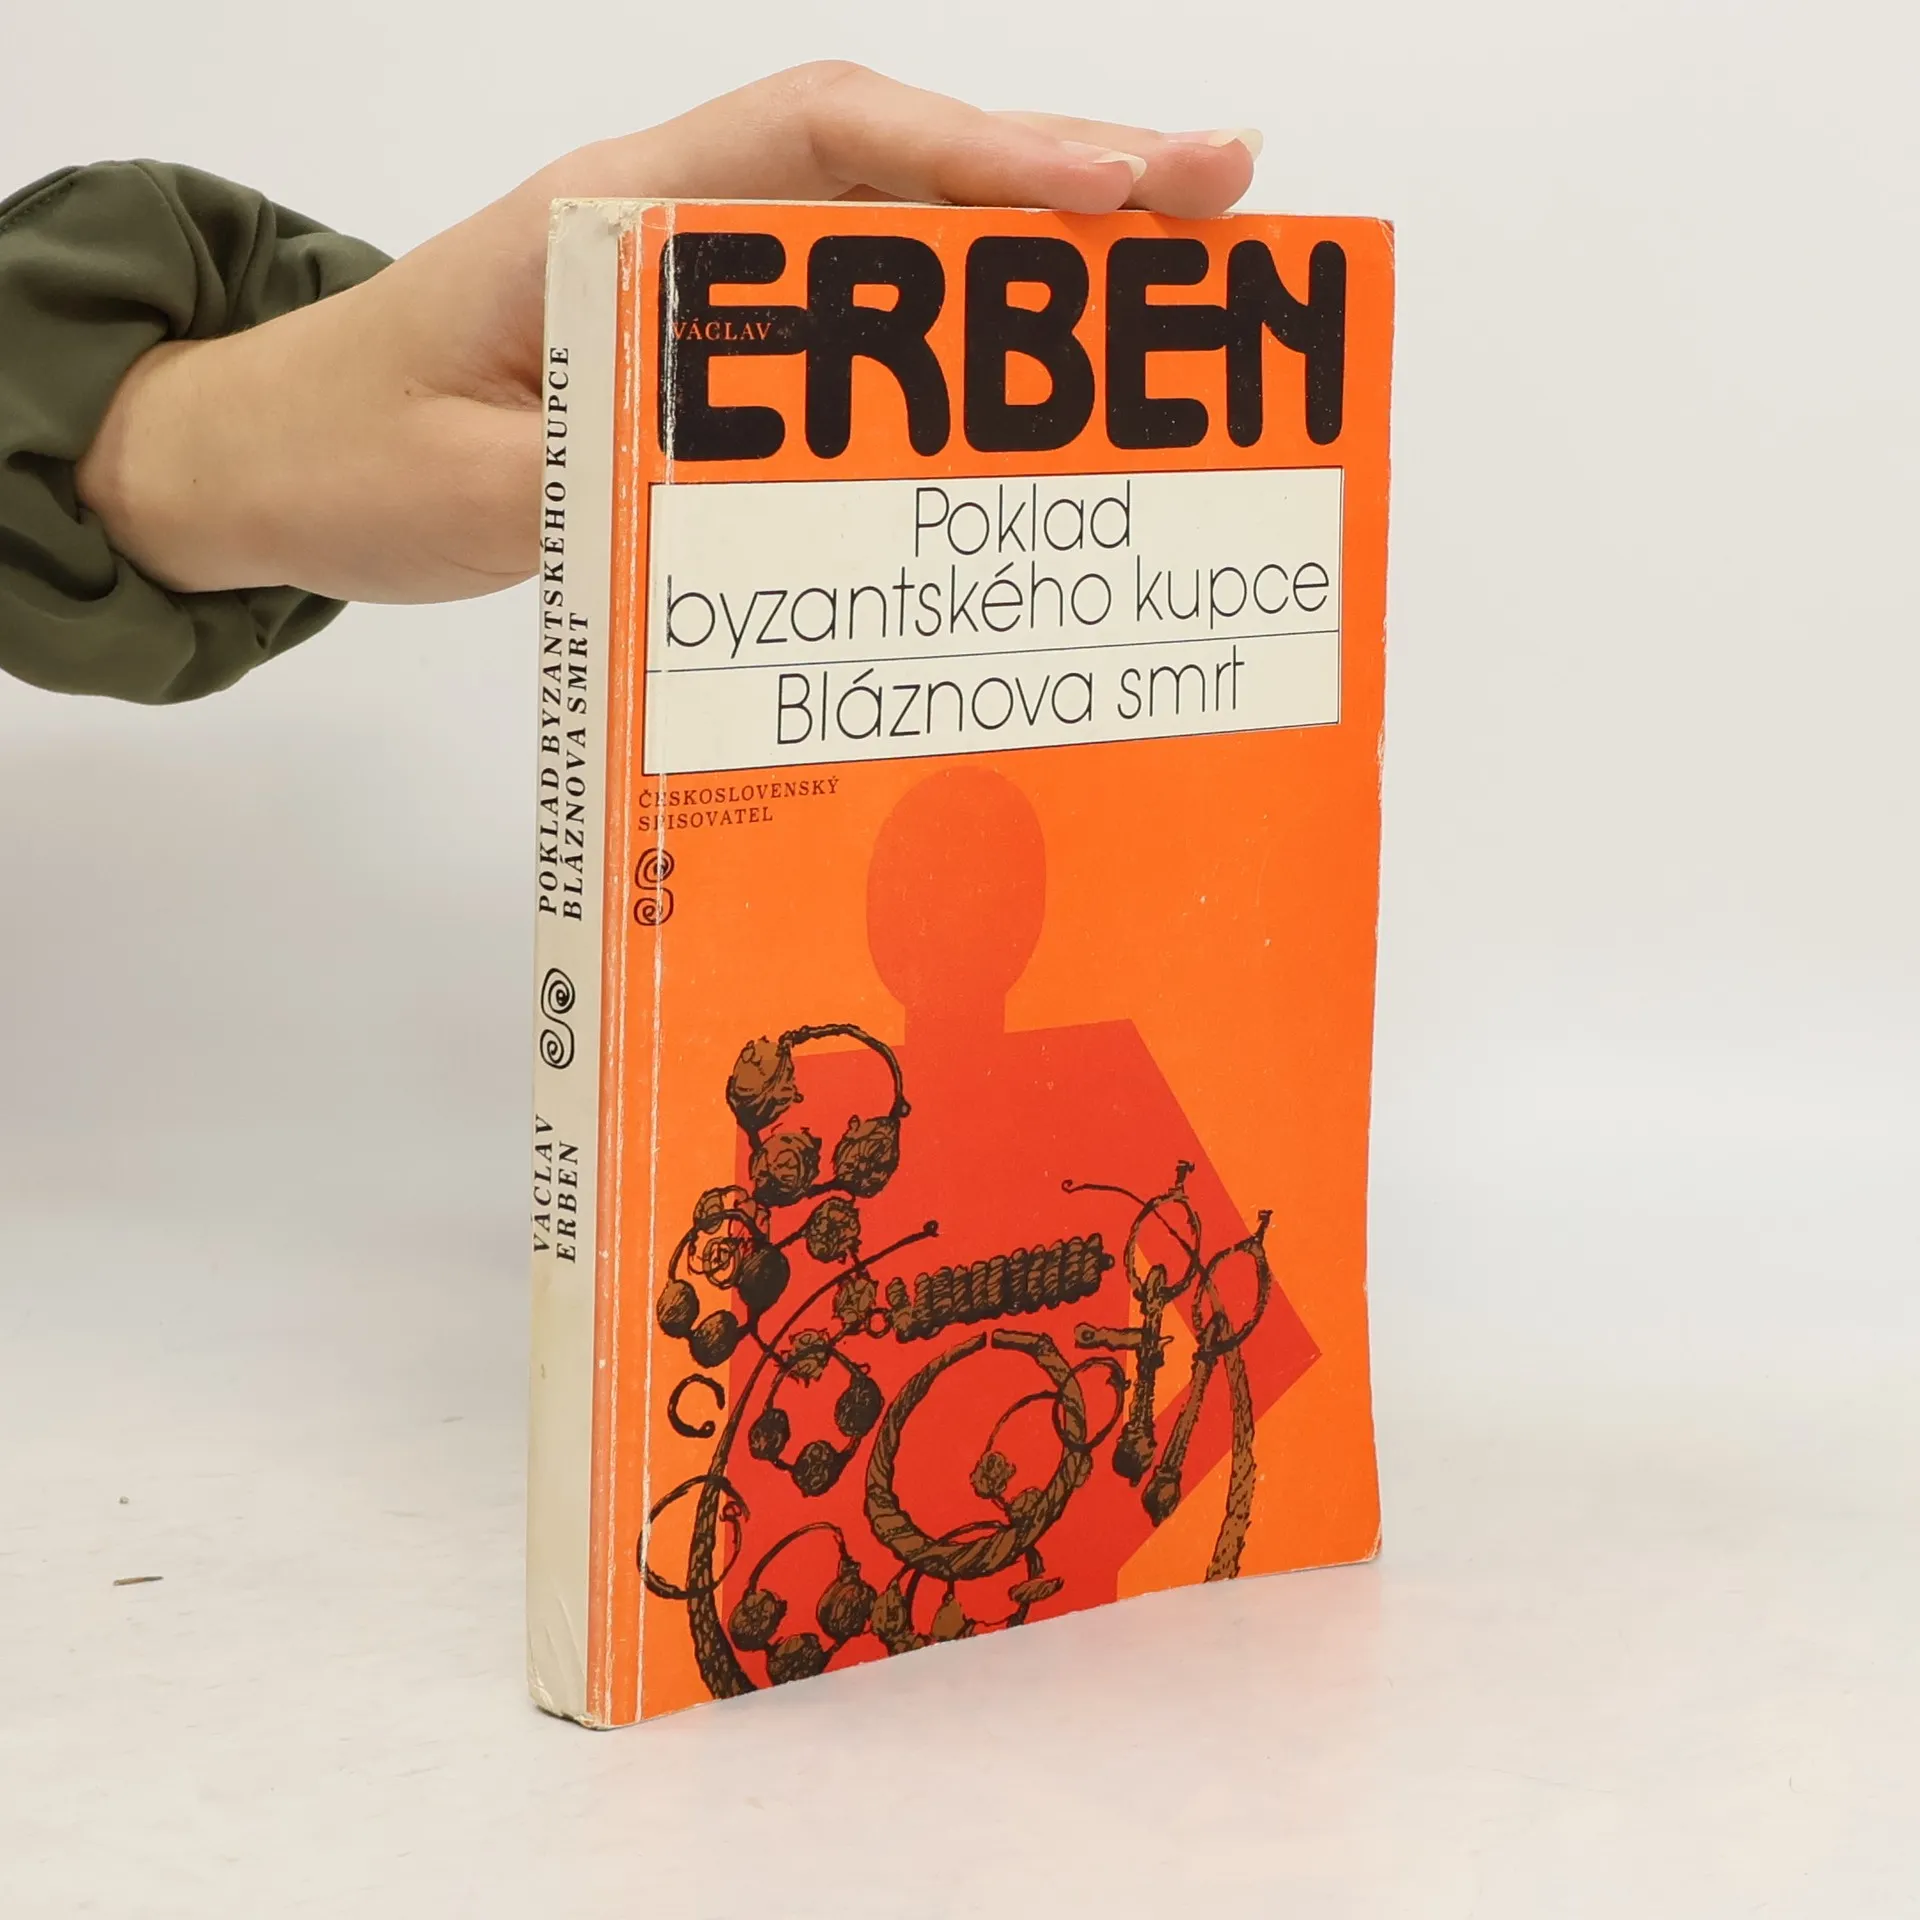 ERBEN
VÁCLAV
Poklad
byzantského kupce
Bláznova smrt
ČESKOSLOVENSKÝ
SPISOVATEL
POKLAD BYZANTSKÉHO KUPCE
BLÁZNOVA SMRT
VÁCLAV
ERBEN